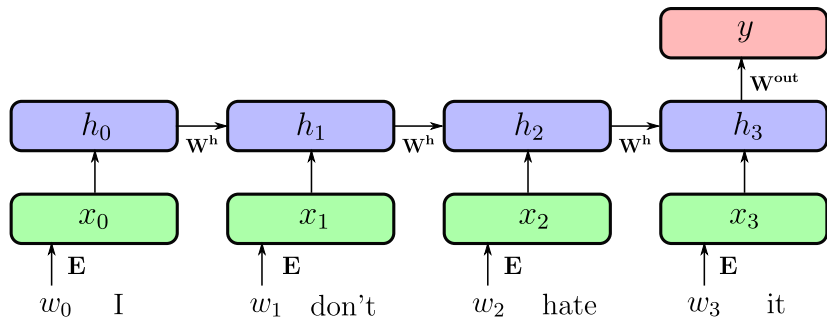 y
W^out
h_0 h_1 h_2 h_3
W^h W^h W^h
x_0 x_1 x_2 x_3
E E E E
w_0 I w_1 don't w_2 hate w_3 it